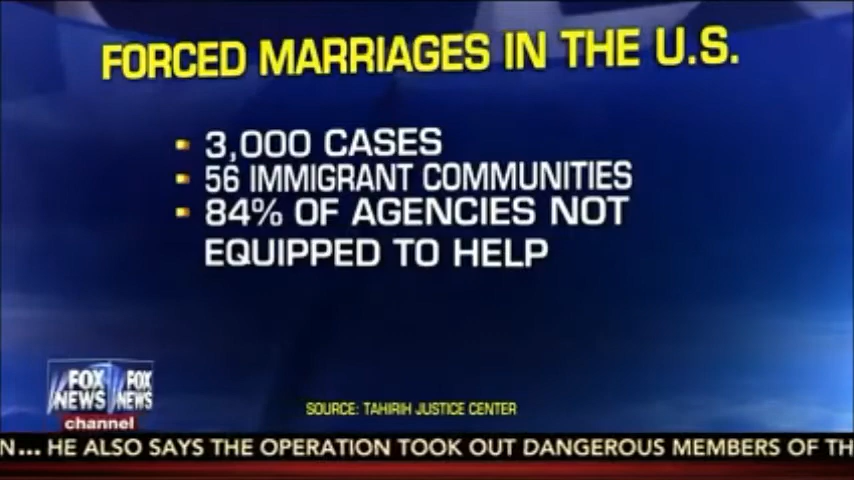 FORCED MARRIAGES IN THE U.S.
3,000 CASES
56 IMMIGRANT COMMUNITIES
84% OF AGENCIES NOT
EQUIPPED TO HELP
FOX NEWS FOX NEWS
channel
SOURCE: TAHIRIH JUSTICE CENTER
N... HE ALSO SAYS THE OPERATION TOOK OUT DANGEROUS MEMBERS OF TH